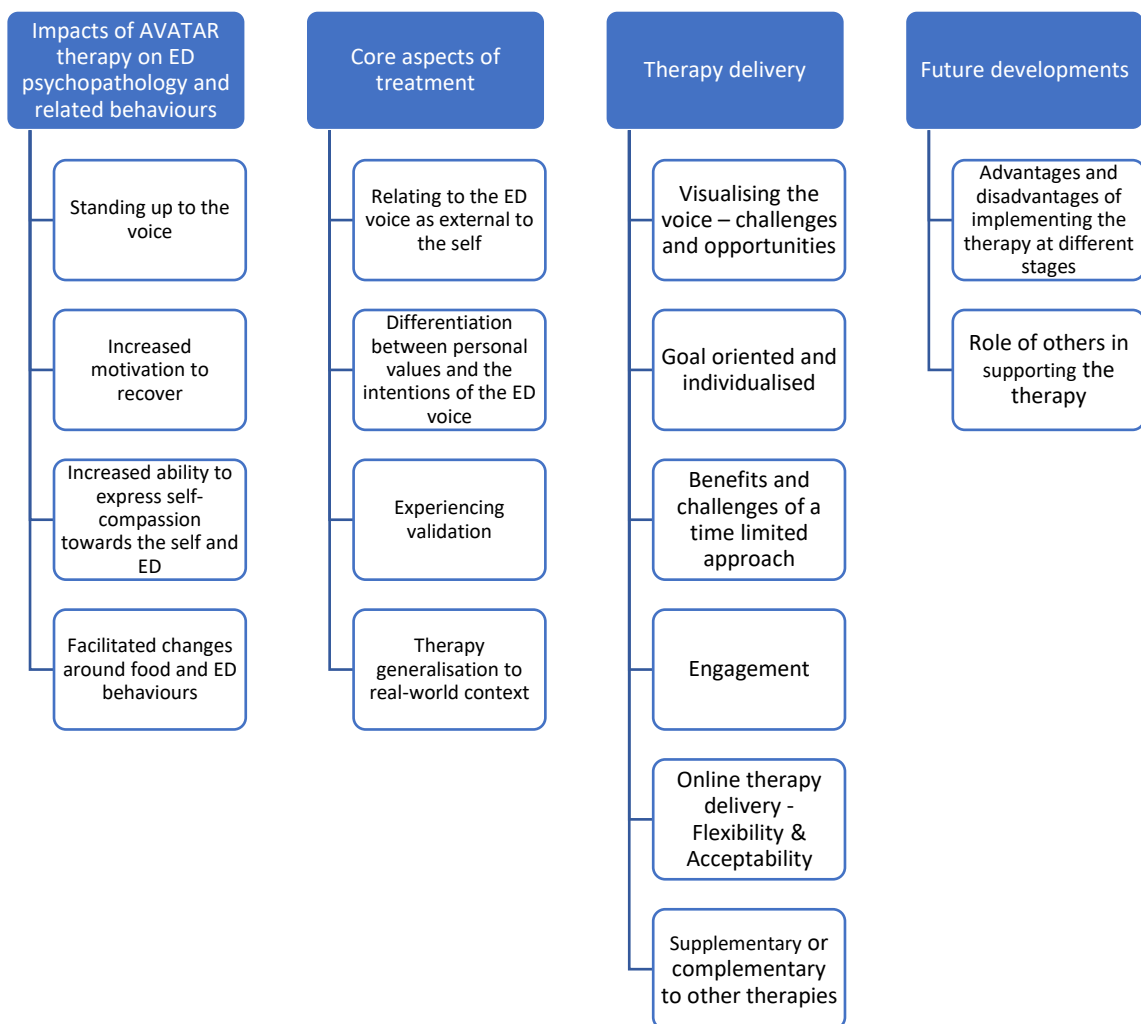 Impacts of AVATAR
therapy on ED
psychopathology and
related behaviours
Standing up to the
voice
Increased
motivation to
recover
Increased ability to
express self-
compassion
towards the self and
ED
Facilitated changes
around food and ED
behaviours
Core aspects of
treatment
Relating to the ED
voice as external to
the self
Differentiation
between personal
values and the
intentions of the ED
voice
Experiencing
validation
Therapy
generalisation to
real-world context
Therapy delivery
Visualising the
voice – challenges
and opportunities
Goal oriented and
individualised
Benefits and
challenges of a
time limited
approach
Engagement
Online therapy
delivery -
Flexibility &
Acceptability
Supplementary or
complementary
to other therapies
Future developments
Advantages and
disadvantages of
implementing the
therapy at different
stages
Role of others in
supporting the
therapy